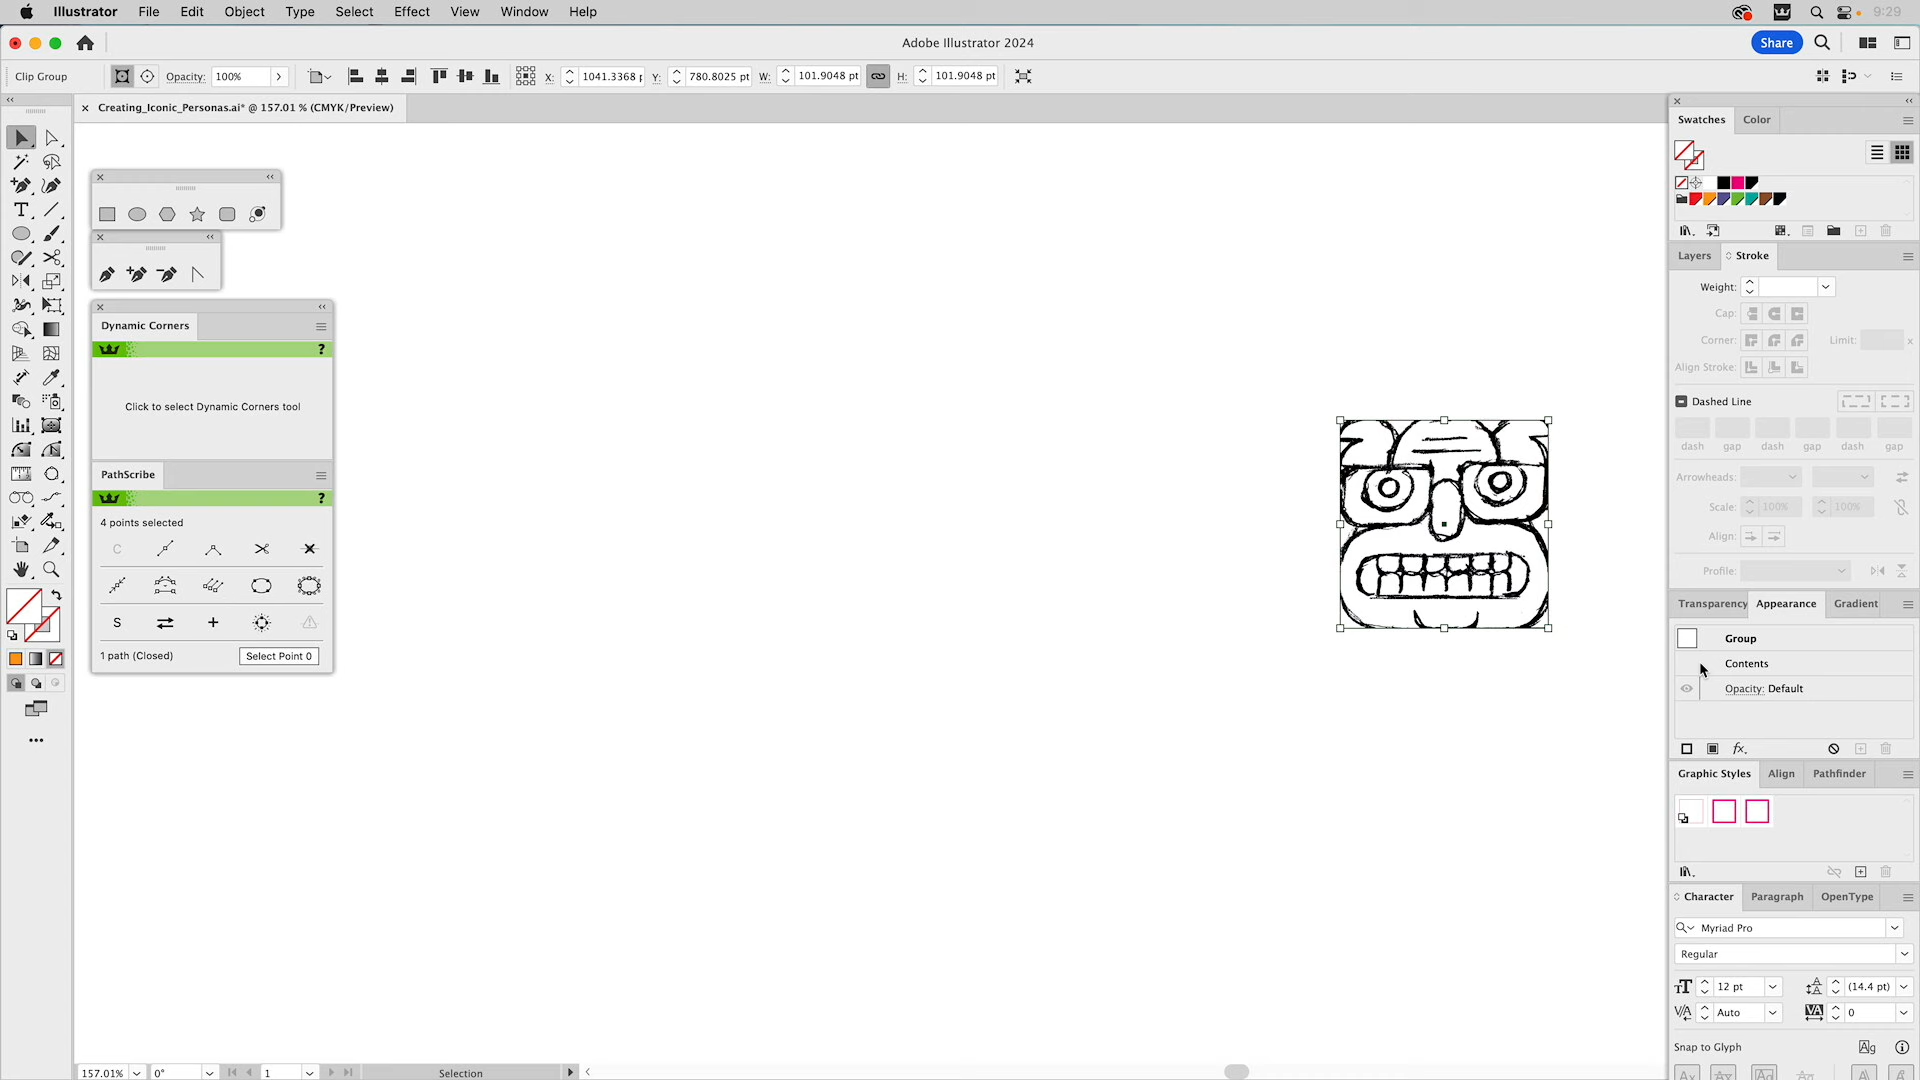 Illustrator File Edit Object Type Select Effect View Window Help 9:29
Adobe Illustrator 2024 Share
Clip Group Opacity: 100% X: 1041.3368 p Y: 780.8025 pt W: 101.9048 pt H: 101.9048 pt
Creating_Iconic_Personas.ai* @ 157.01 % (CMYK/Preview)
Swatches Color
Layers Stroke
Weight:
Cap:
Corner: Limit: x
Align Stroke:
Dashed Line
dash gap dash gap dash gap
Arrowheads:
Scale: 100% 100%
Align:
Profile:
Transparency Appearance Gradient
Group
Contents
Opacity: Default
fx
Graphic Styles Align Pathfinder
Character Paragraph OpenType
Myriad Pro
Regular
12 pt (14.4 pt)
Auto 0
Snap to Glyph
Dynamic Corners
?
Click to select Dynamic Corners tool
PathScribe
?
4 points selected
C
S
1 path (Closed) Select Point 0
157.01% 0° 1 Selection